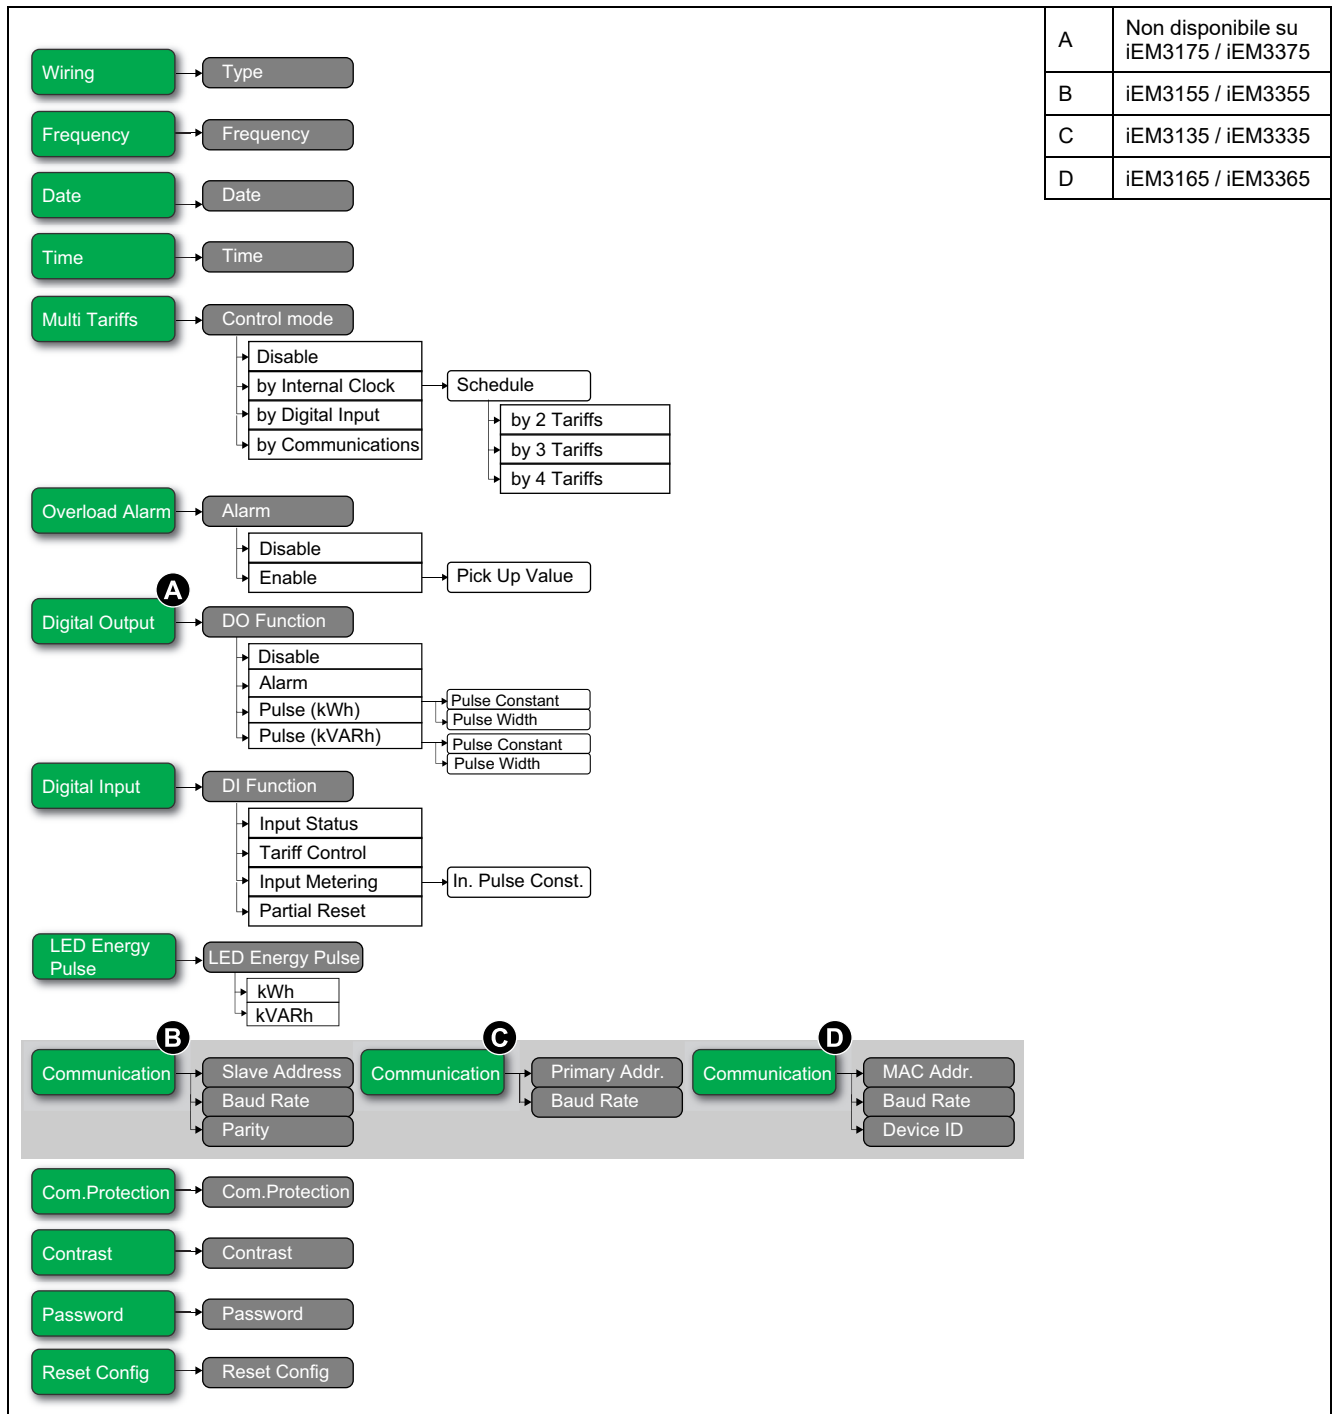 A
Non disponibile su
iEM3175 / iEM3375
B
iEM3155 / iEM3355
C
iEM3135 / iEM3335
D
iEM3165 / iEM3365
Wiring
Type
Frequency
Frequency
Date
Date
Time
Time
Multi Tariffs
Control mode
Disable
by Internal Clock
Schedule
by Digital Input
by Communications
by 2 Tariffs
by 3 Tariffs
by 4 Tariffs
Overload Alarm
Alarm
Disable
Enable
Pick Up Value
A
Digital Output
DO Function
Disable
Alarm
Pulse (kWh)
Pulse Constant
Pulse Width
Pulse (kVARh)
Pulse Constant
Pulse Width
Digital Input
DI Function
Input Status
Tariff Control
Input Metering
In. Pulse Const.
Partial Reset
LED Energy
Pulse
LED Energy Pulse
kWh
kVARh
B
Communication
Slave Address
Baud Rate
Parity
C
Communication
Primary Addr.
Baud Rate
D
Communication
MAC Addr.
Baud Rate
Device ID
Com.Protection
Com.Protection
Contrast
Contrast
Password
Password
Reset Config
Reset Config